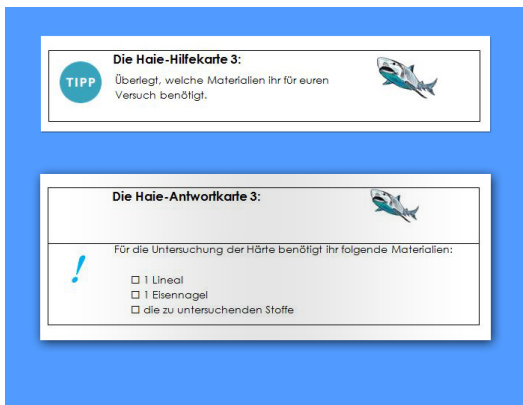 Die Haie-Hilfekarte 3:
TIPP
Überlegt, welche Materialien ihr für euren
Versuch benötigt.
Die Haie-Antwortkarte 3:
!
Für die Untersuchung der Härte benötigt ihr folgende Materialien:
☐ 1 Lineal
☐ 1 Eisennagel
☐ die zu untersuchenden Stoffe